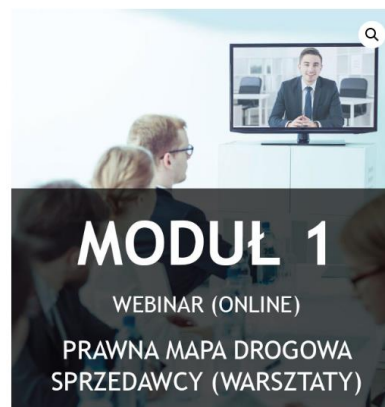 MODUŁ 1
WEBINAR (ONLINE)
PRAWNA MAPA DROGOWA
SPRZEDAWCY (WARSZTATY)